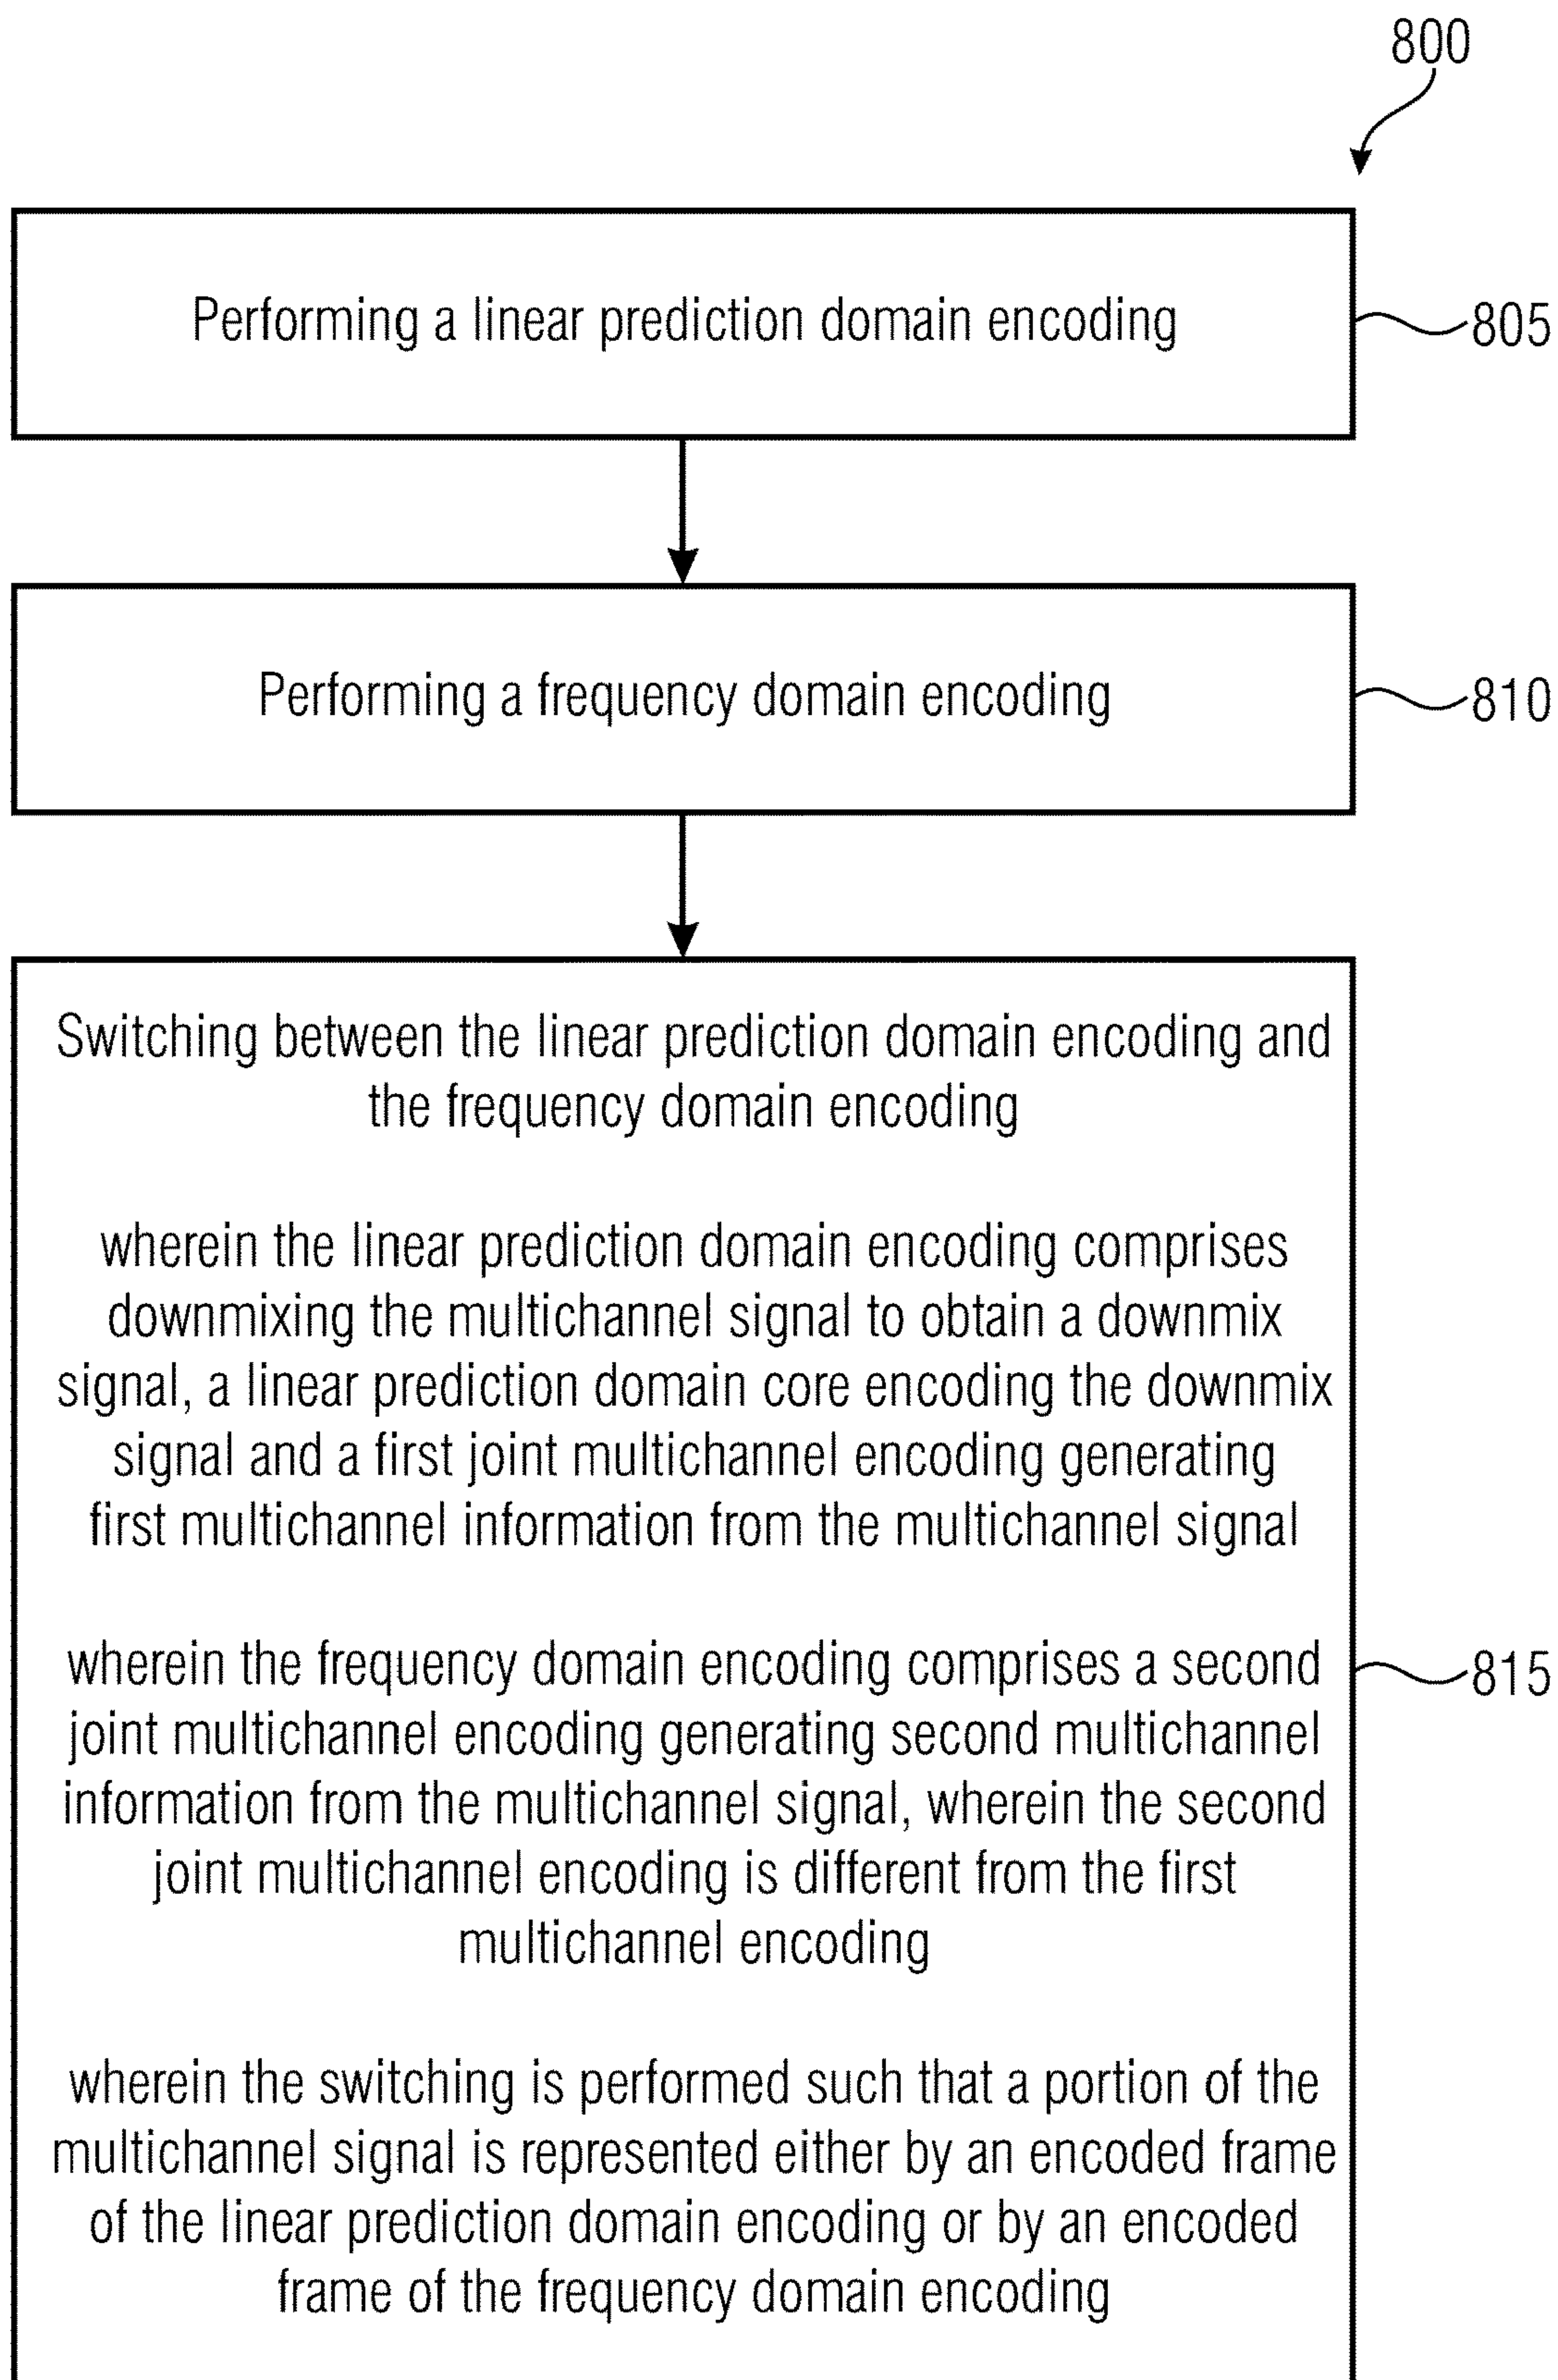 800
Performing a linear prediction domain encoding
805
Performing a frequency domain encoding
810
Switching between the linear prediction domain encoding and
the frequency domain encoding
wherein the linear prediction domain encoding comprises
downmixing the multichannel signal to obtain a downmix
signal, a linear prediction domain core encoding the downmix
signal and a first joint multichannel encoding generating
first multichannel information from the multichannel signal
wherein the frequency domain encoding comprises a second
joint multichannel encoding generating second multichannel
information from the multichannel signal, wherein the second
joint multichannel encoding is different from the first
multichannel encoding
815
wherein the switching is performed such that a portion of the
multichannel signal is represented either by an encoded frame
of the linear prediction domain encoding or by an encoded
frame of the frequency domain encoding